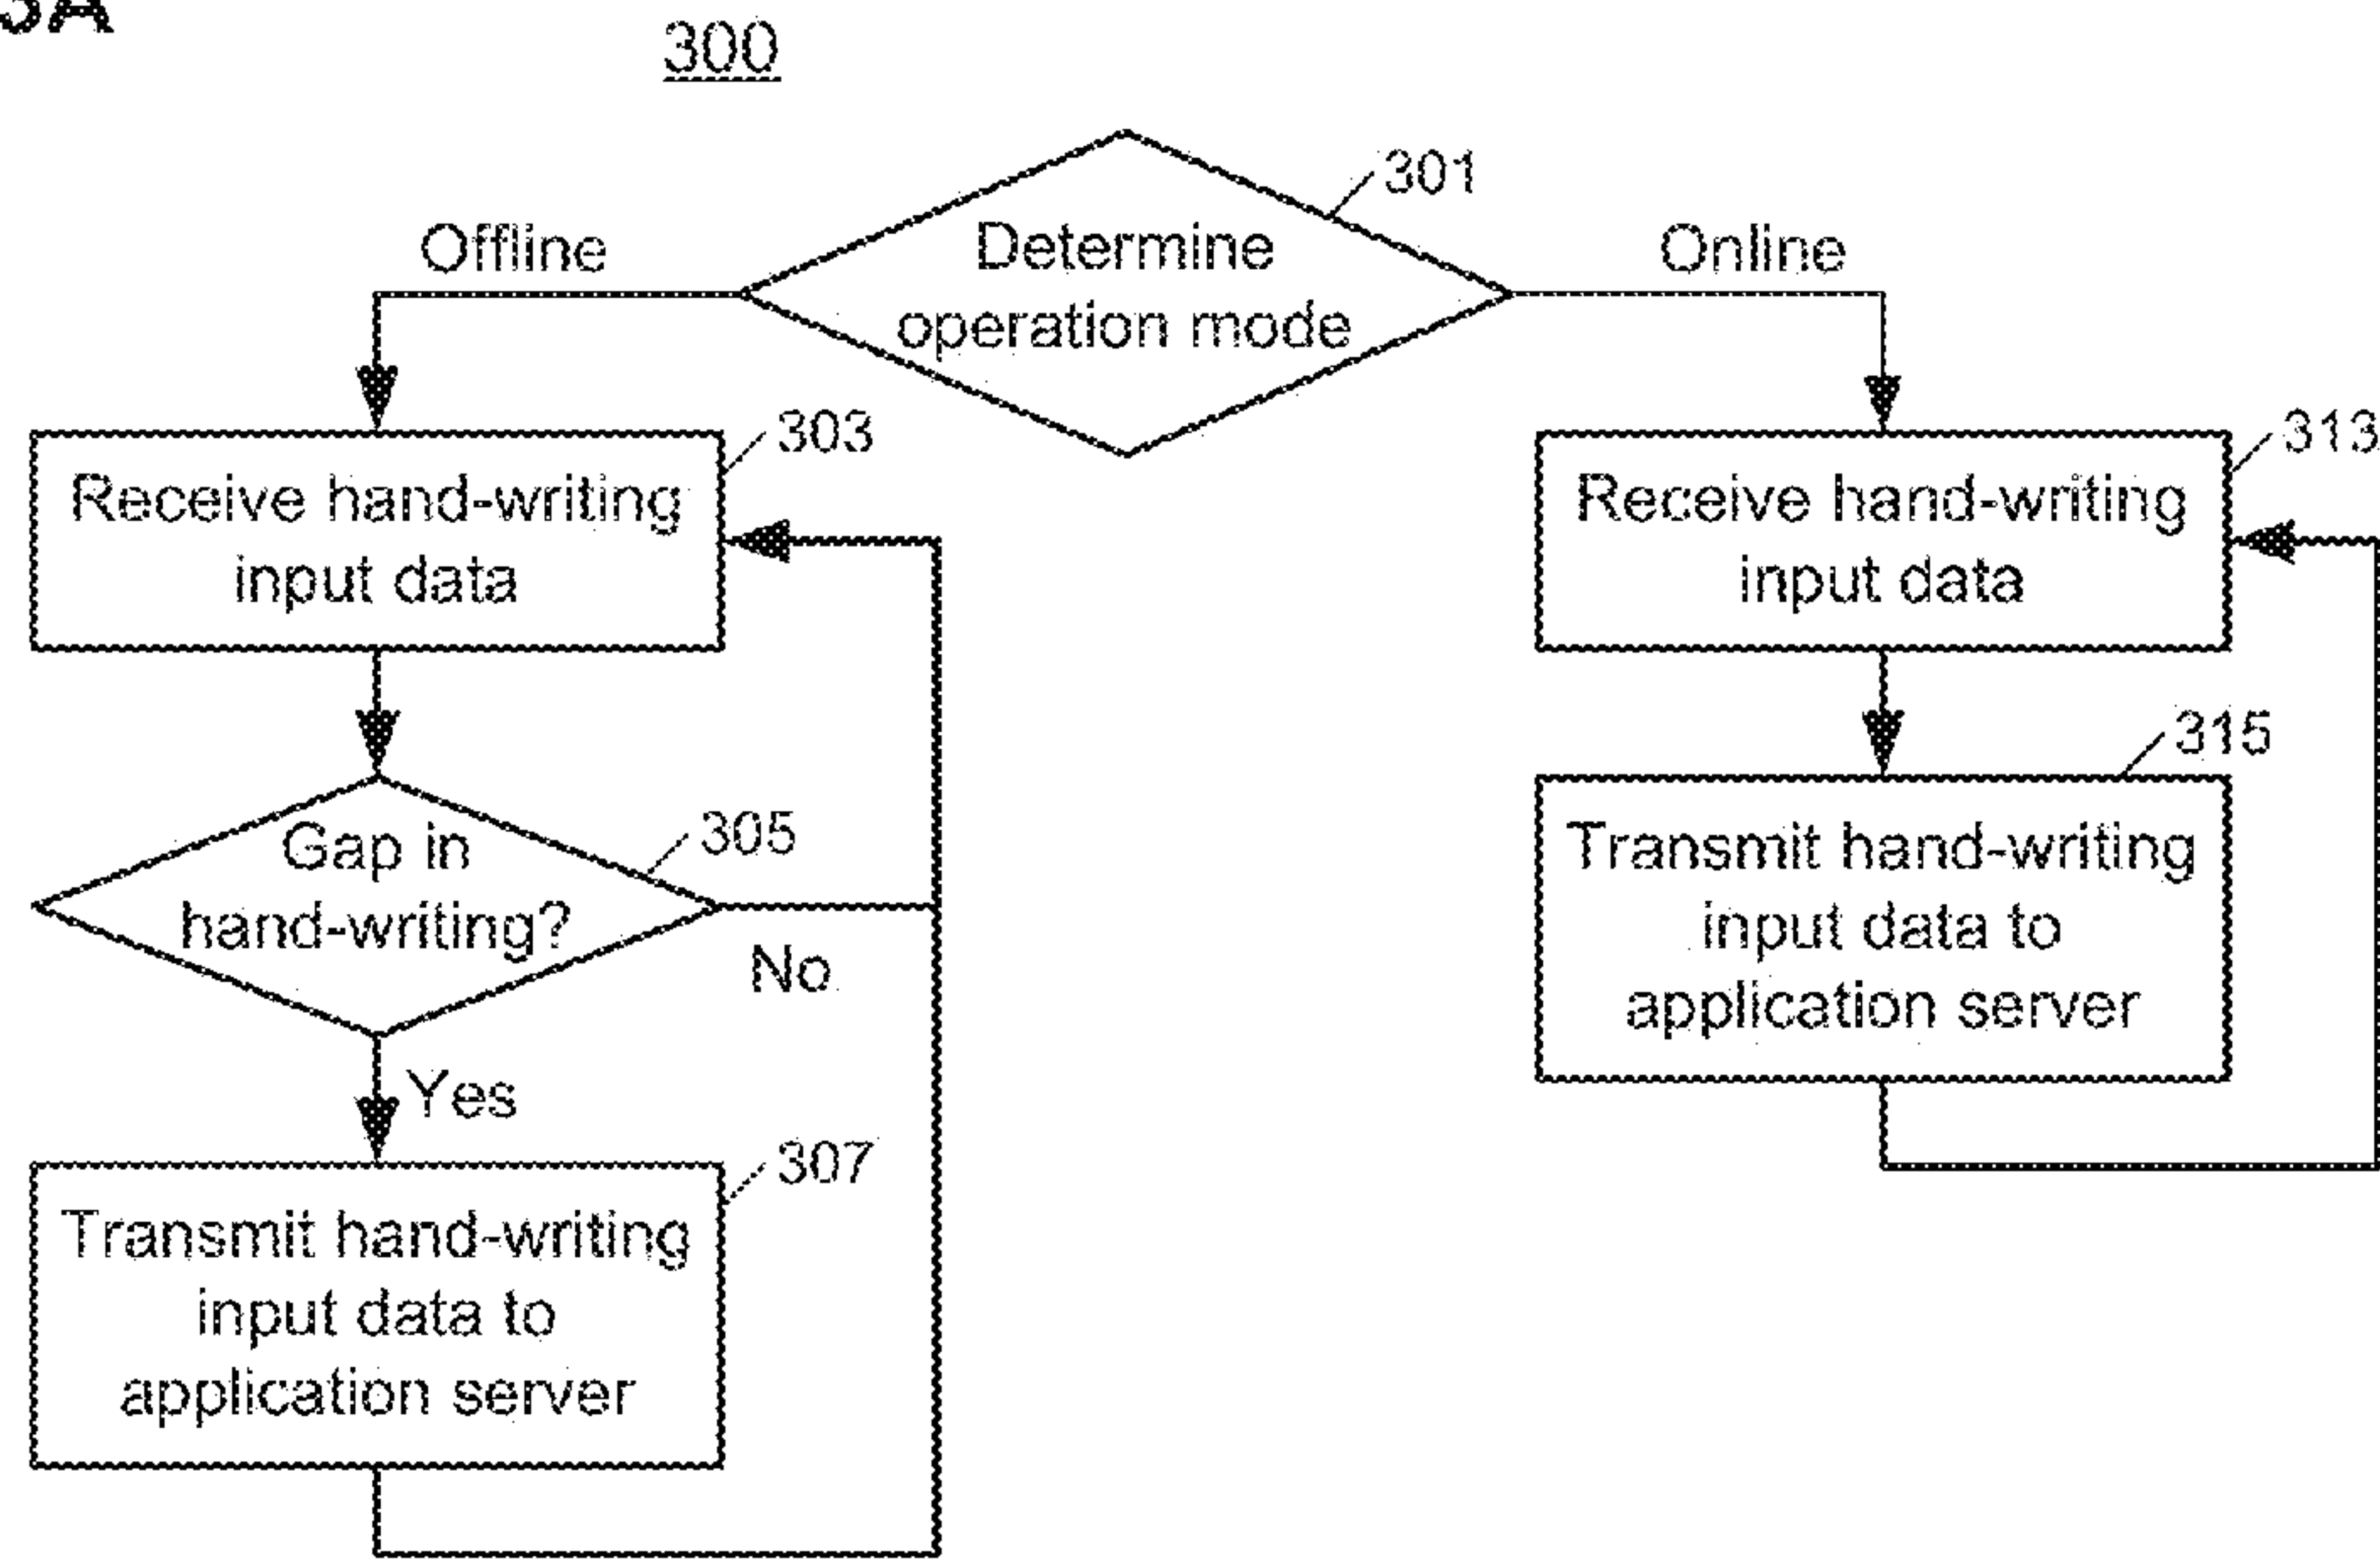 3A
300
301
Determine
operation mode
Offline
Online
303
Receive hand-writing
input data
305
Gap in
hand-writing?
No
Yes
307
Transmit hand-writing
input data to
application server
313
Receive hand-writing
input data
315
Transmit hand-writing
input data to
application server